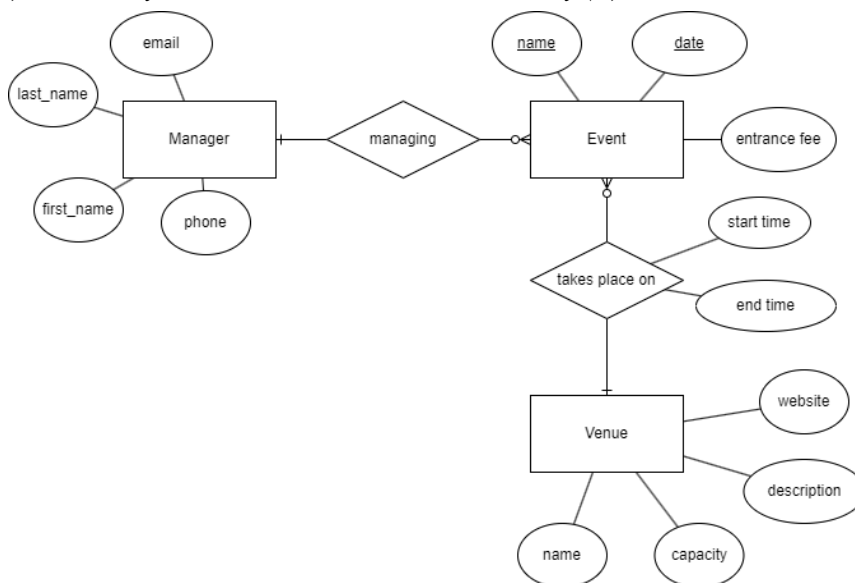 email
name
date
last_name
Manager
managing
Event
entrance fee
first_name
phone
start time
takes place on
end time
website
Venue
description
name
capacity